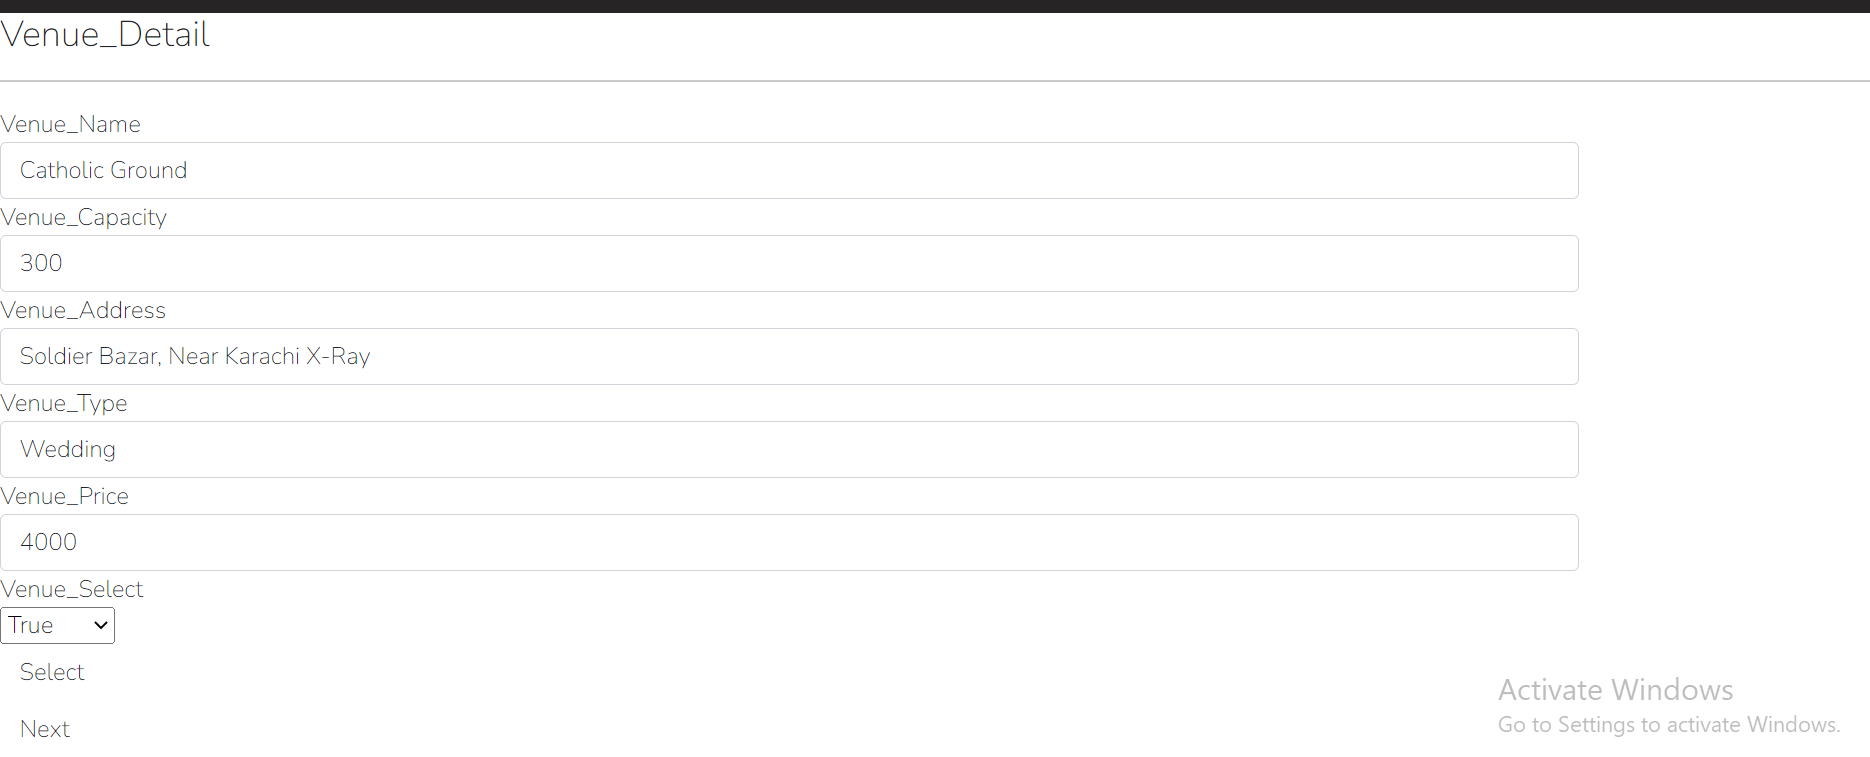 Venue_Detail
Venue_Name
Catholic Ground
Venue_Capacity
300
Venue_Address
Soldier Bazar, Near Karachi X-Ray
Venue_Type
Wedding
Venue_Price
4000
Venue_Select
True
Select
Next
Activate Windows
Go to Settings to activate Windows.